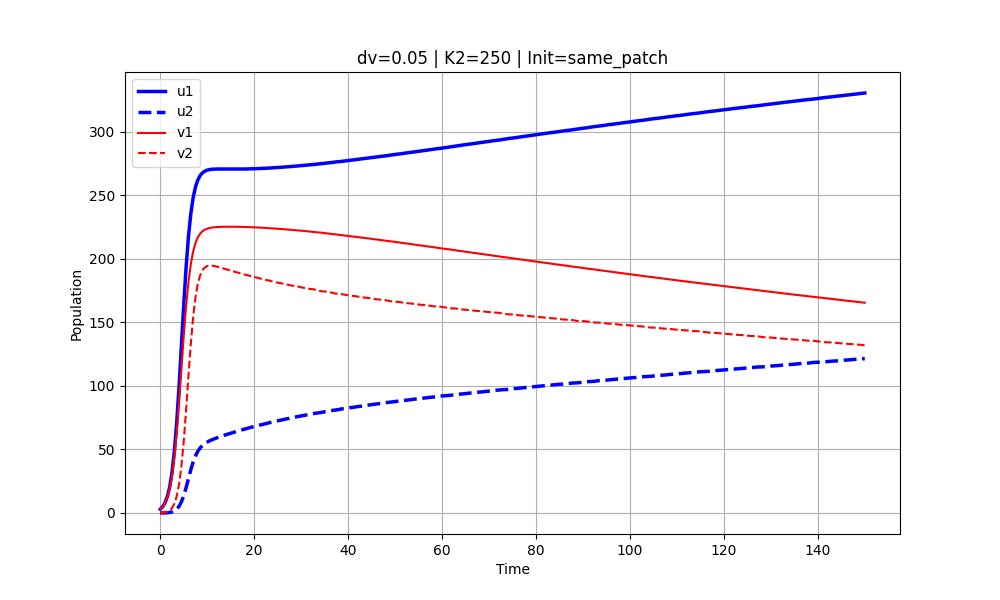 dv=0.05 | K2=250 | Init=same_patch
u1
u2
v1
v2
300
250
200
150
100
50
0
Population
0 20 40 60 80 100 120 140
Time